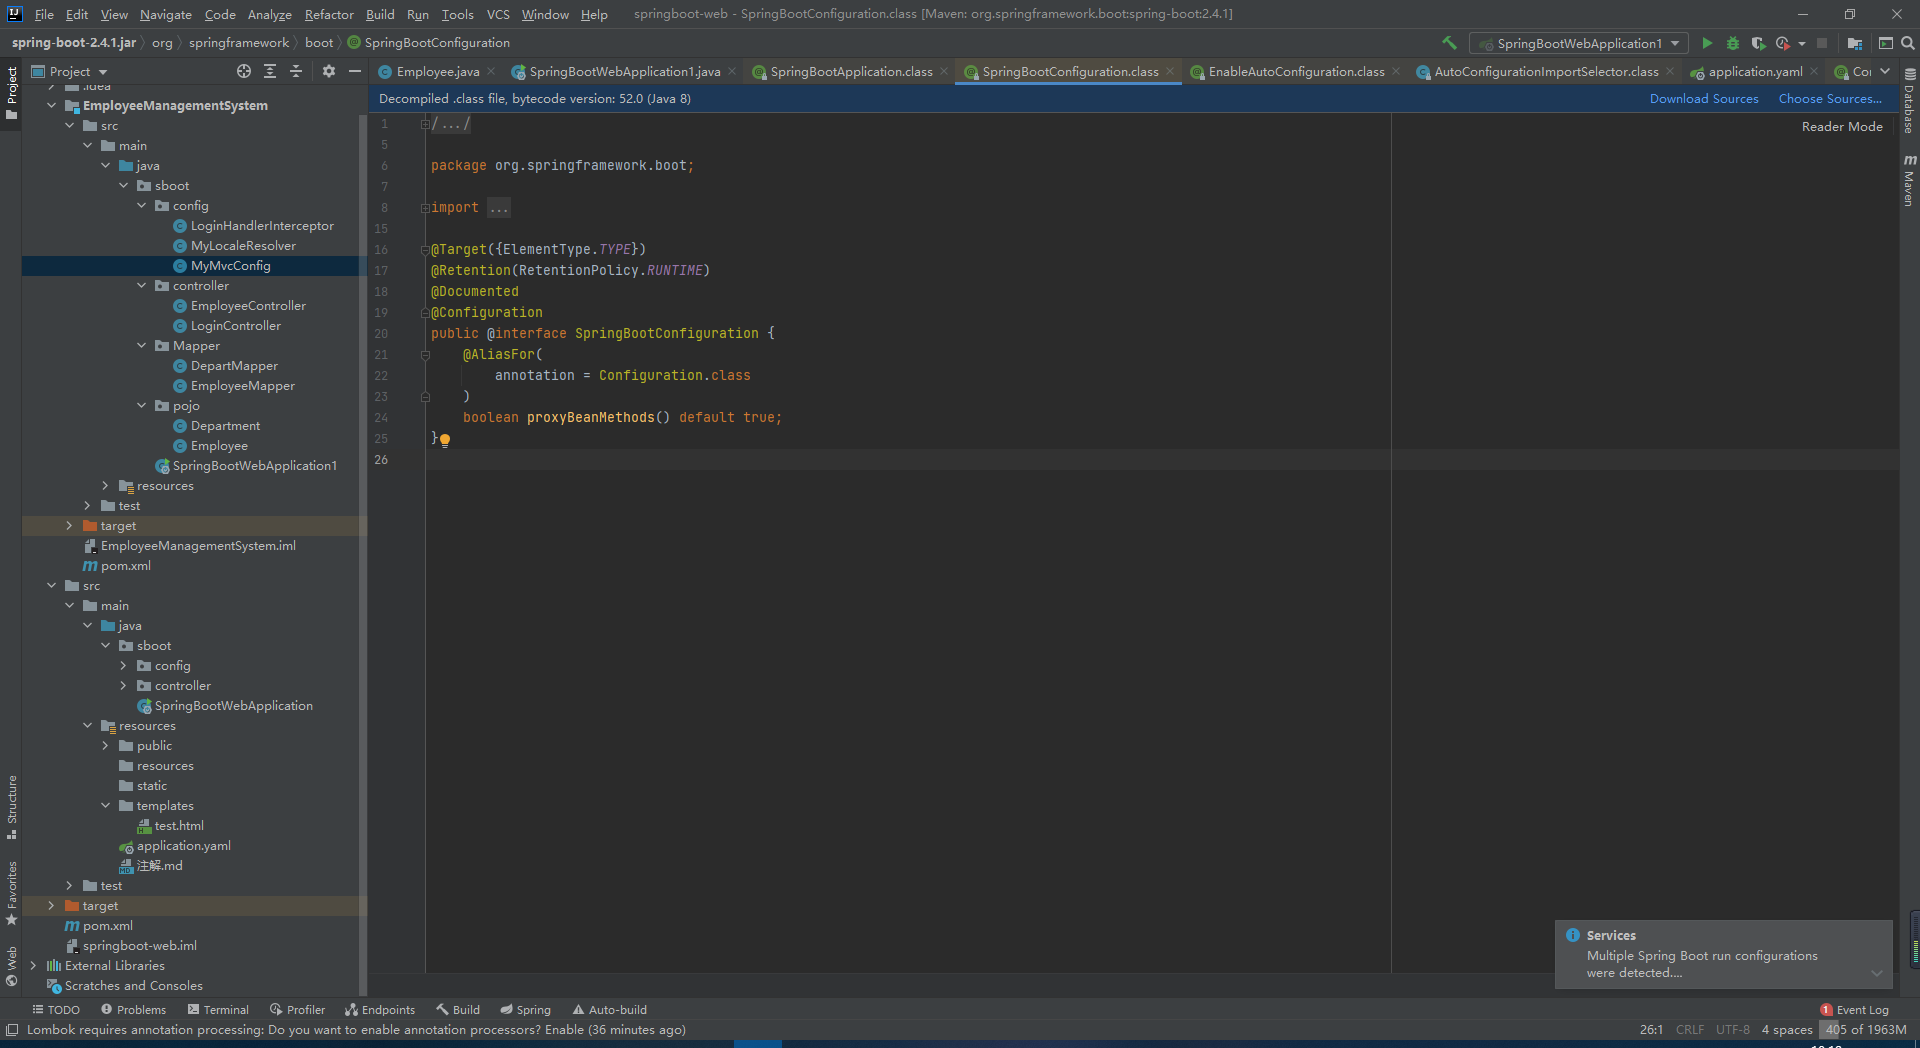 File Edit View Navigate Code Analyze Refactor Build Run Tools VCS Window Help springboot-web - SpringBootConfiguration.class [Maven: org.springframework.boot:spring-boot:2.4.1]
spring-boot-2.4.1.jar org springframework boot SpringBootConfiguration
SpringBootWebApplication1
Project
Employee.java SpringBootWebApplication1.java SpringBootApplication.class SpringBootConfiguration.class EnableAutoConfiguration.class AutoConfigurationImportSelector.class application.yaml Con
Decompiled .class file, bytecode version: 52.0 (Java 8)
Download Sources Choose Sources...
Reader Mode
Project
Structure
Favorites
Web
.idea
EmployeeManagementSystem
src
main
java
sboot
config
LoginHandlerInterceptor
MyLocaleResolver
MyMvcConfig
controller
EmployeeController
LoginController
Mapper
DepartMapper
EmployeeMapper
pojo
Department
Employee
SpringBootWebApplication1
resources
test
target
EmployeeManagementSystem.iml
pom.xml
src
main
java
sboot
config
controller
SpringBootWebApplication
resources
public
resources
static
templates
test.html
application.yaml
注解.md
test
target
pom.xml
springboot-web.iml
External Libraries
Scratches and Consoles
1 /.../
5
6 package org.springframework.boot;
7
8 import ...
15
16 @Target({ElementType.TYPE})
17 @Retention(RetentionPolicy.RUNTIME)
18 @Documented
19 @Configuration
20 public @interface SpringBootConfiguration {
21 @AliasFor(
22 annotation = Configuration.class
23 )
24 boolean proxyBeanMethods() default true;
25 }
26
Database
Maven
Services
Multiple Spring Boot run configurations
were detected....
TODO Problems Terminal Profiler Endpoints Build Spring Auto-build
1 Event Log
Lombok requires annotation processing: Do you want to enable annotation processors? Enable (36 minutes ago)
26:1 CRLF UTF-8 4 spaces 405 of 1963M